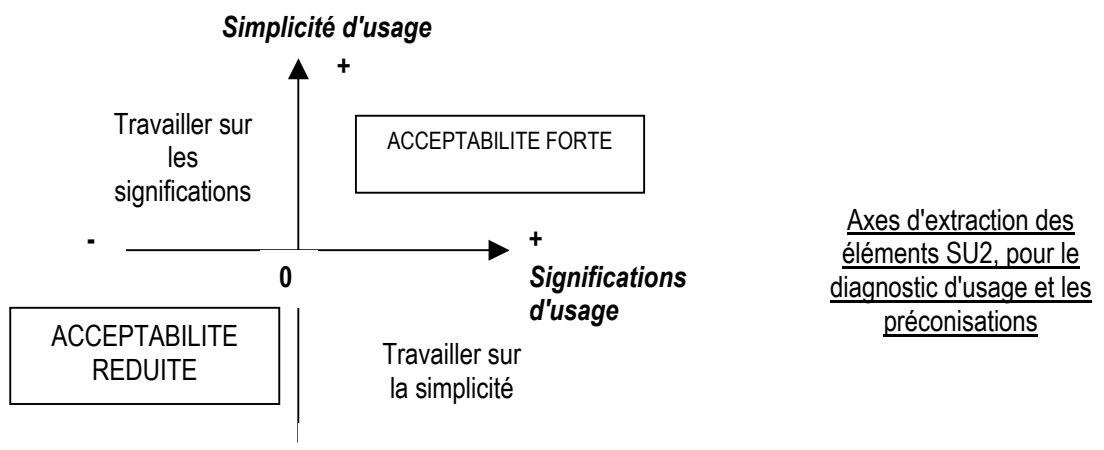 Simplicité d'usage
+
Travailler sur
les
significations
ACCEPTABILITE FORTE
-
+
0
Significations
d'usage
ACCEPTABILITE
REDUITE
Travailler sur
la simplicité
Axes d'extraction des
éléments SU2, pour le
diagnostic d'usage et les
préconisations